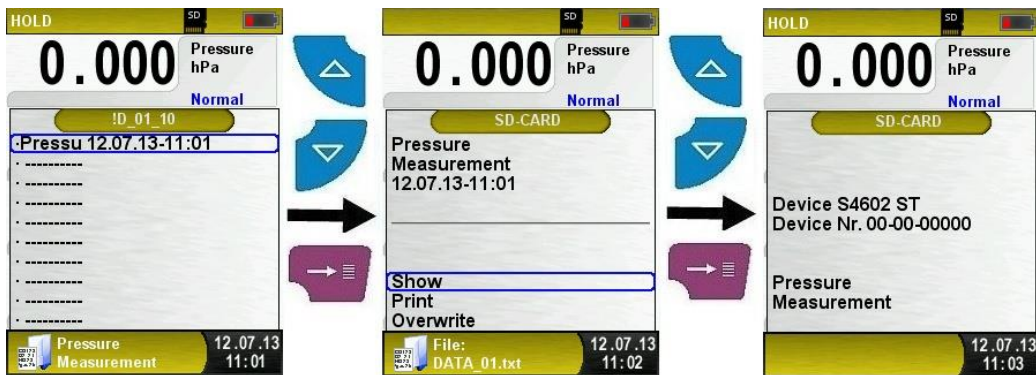 HOLD
SD
0.000
Pressure
hPa
Normal
!D_01_10
·Pressu 12.07.13-11:01
· ----------
· ----------
· ----------
· ----------
· ----------
· ----------
· ----------
· ----------
· ----------
Pressure
Measurement
12.07.13
11:01
SD
0.000
Pressure
hPa
Normal
SD-CARD
Pressure
Measurement
12.07.13-11:01
Show
Print
Overwrite
File:
DATA_01.txt
12.07.13
11:02
HOLD
SD
0.000
Pressure
hPa
Normal
SD-CARD
Device S4602 ST
Device Nr. 00-00-00000
Pressure
Measurement
12.07.13
11:03